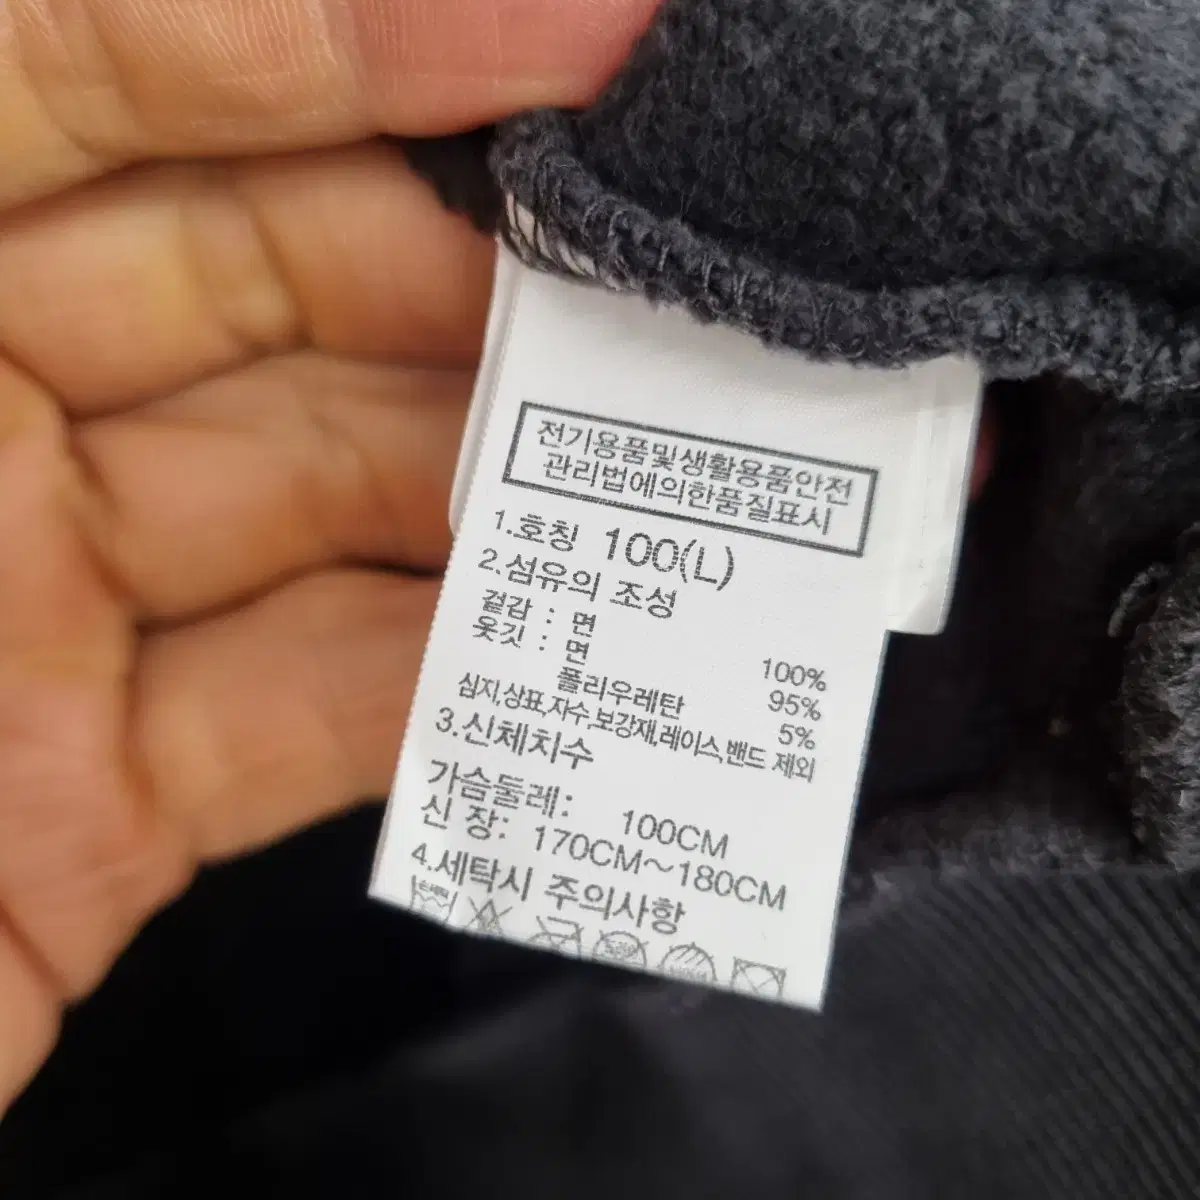 전기용품및생활용품안전
관리법에의한품질표시
1.호칭 100(L)
2.섬유의 조성
겉감 : 면 100%
옷깃 : 면 95%
폴리우레탄 5%
심지,상표,자수,보강재,레이스,밴드 제외
3.신체치수
가슴둘레: 100CM
신 장: 170CM~180CM
4.세탁시 주의사항